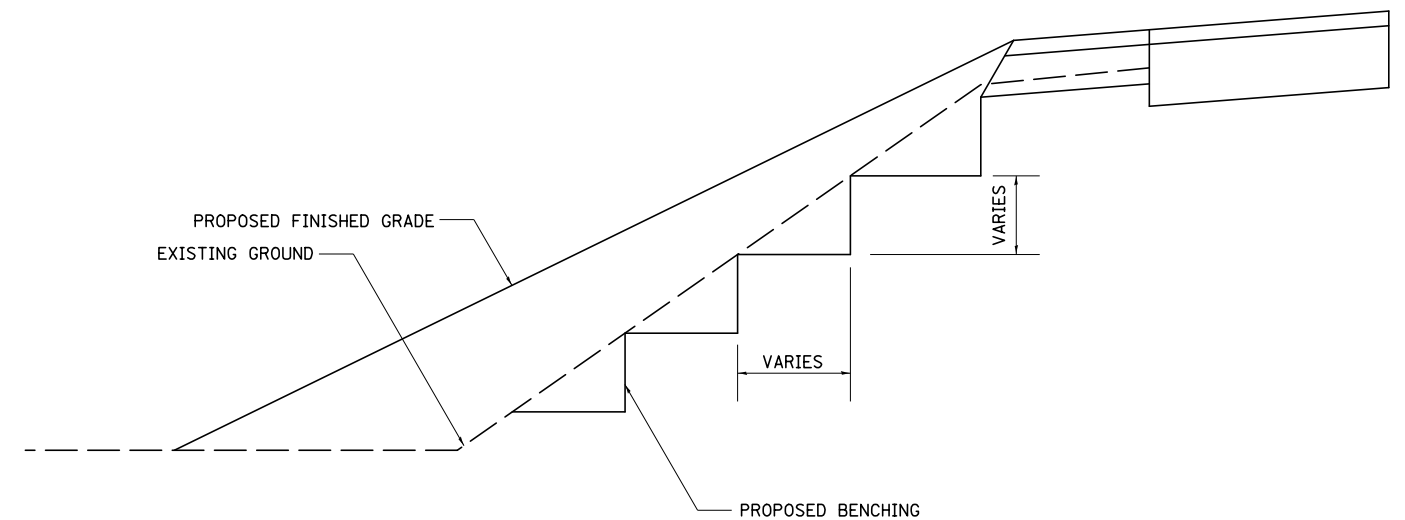 PROPOSED FINISHED GRADE
EXISTING GROUND
VARIES
VARIES
PROPOSED BENCHING